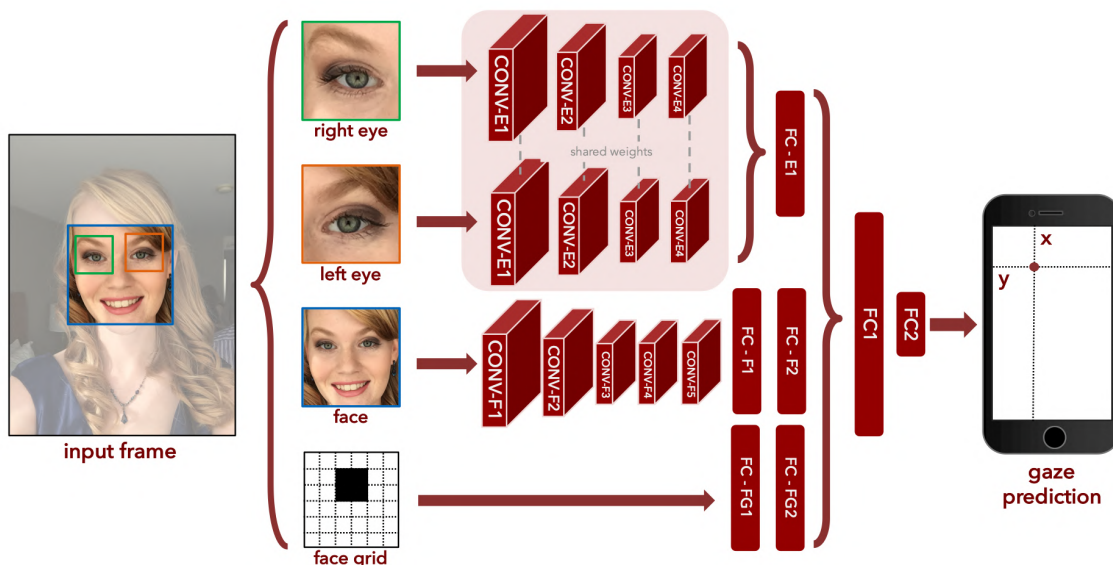 right eye
left eye
face
face grid
input frame
CONV-E1
CONV-E2
CONV-E3
CONV-E4
shared weights
CONV-E1
CONV-E2
CONV-E3
CONV-E4
CONV-F1
CONV-F2
CONV-F3
CONV-F4
CONV-F5
FC - E1
FC - F1
FC - F2
FC - FG1
FC - FG2
FC1
FC2
x
y
gaze
prediction